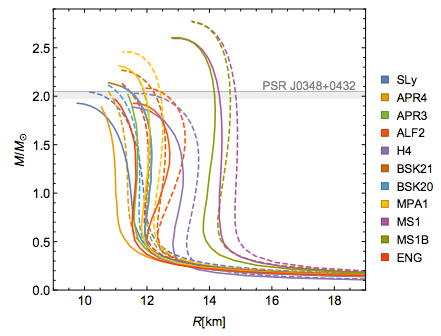 2.5
2.0
1.5
1.0
0.5
0.0
M/M☉
10
12
14
16
18
R[km]
PSR J0348+0432
SLy
APR4
APR3
ALF2
H4
BSK21
BSK20
MPA1
MS1
MS1B
ENG